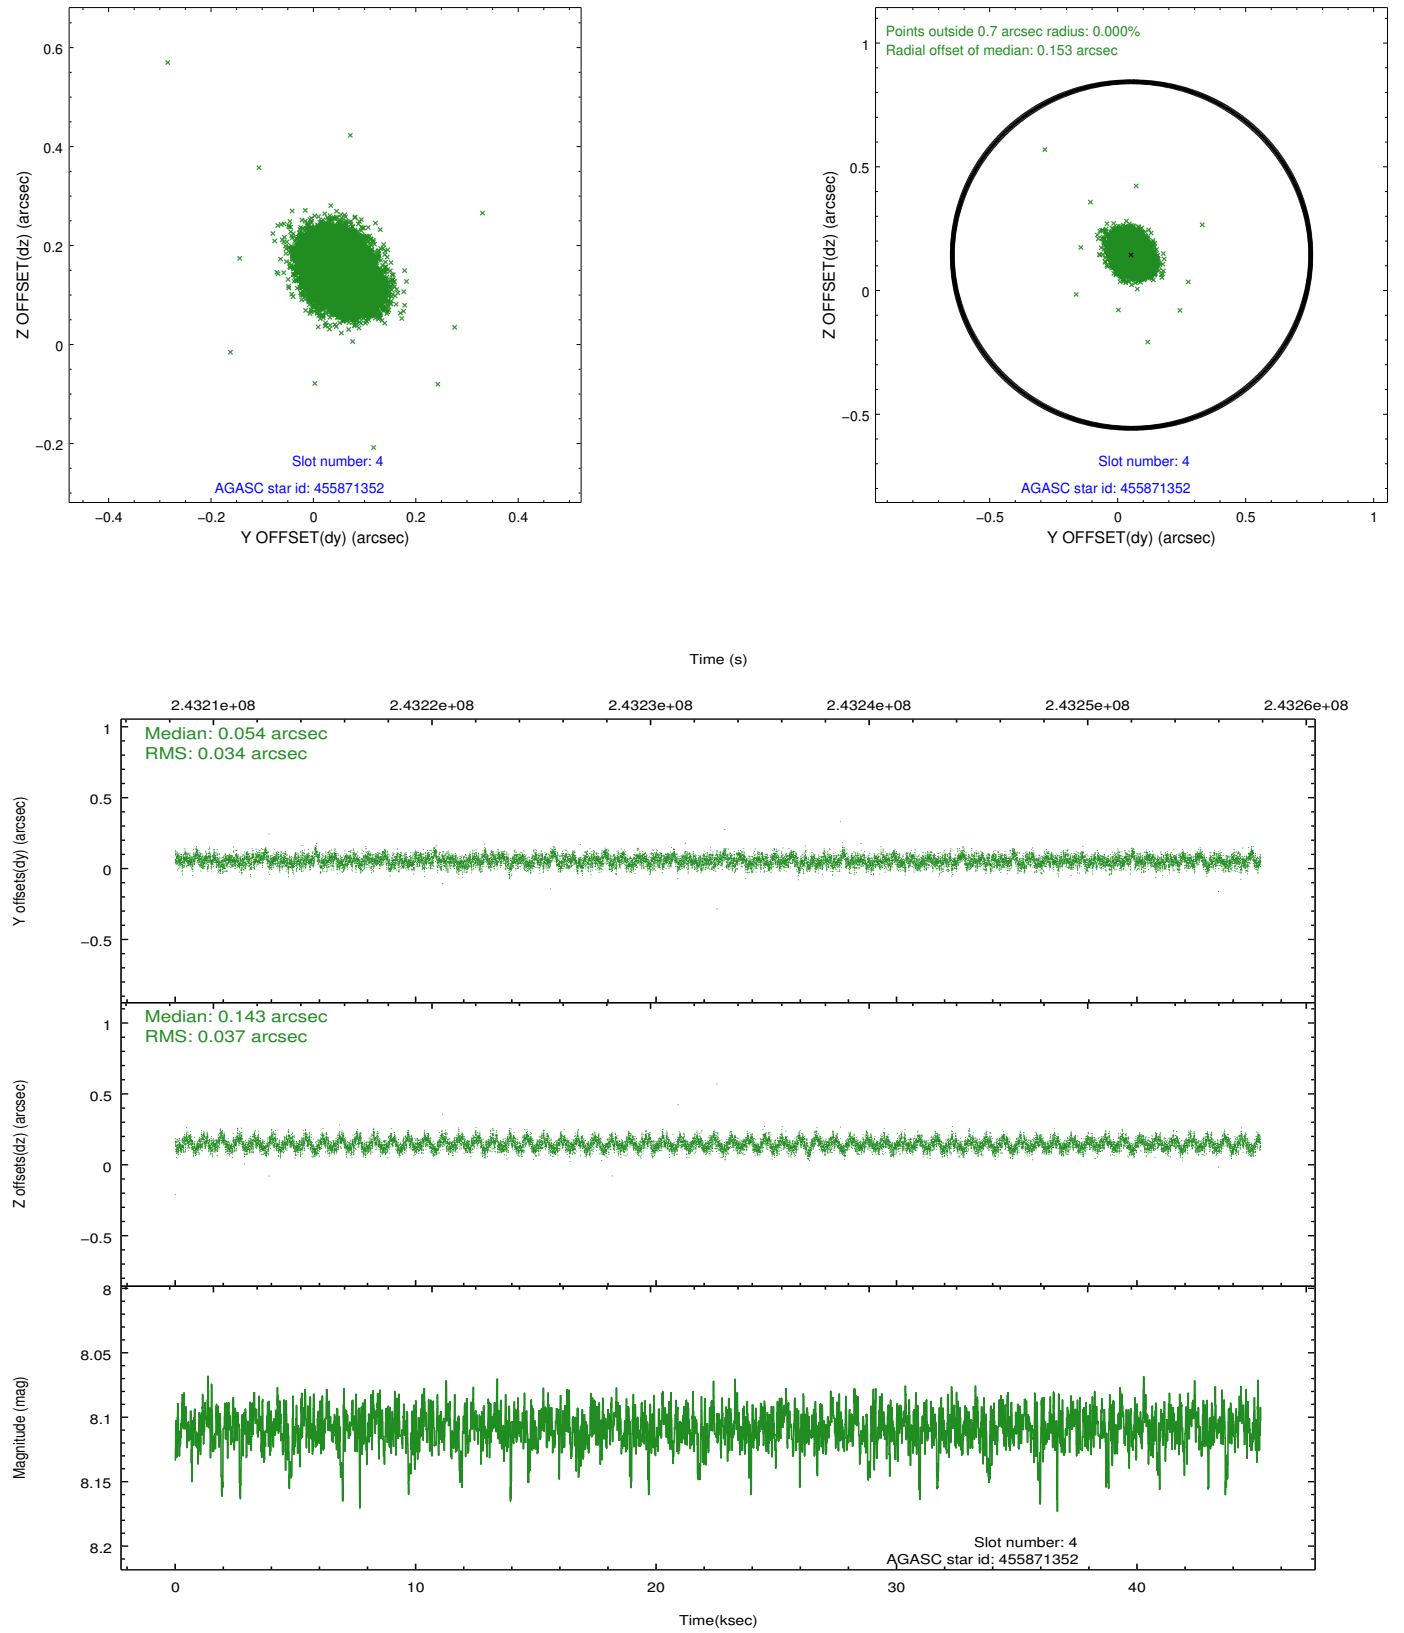 0.6
0.4
0.2
0
−0.2
Z OFFSET(dz) (arcsec)
Slot number: 4
AGASC star id: 455871352
−0.4 −0.2 0 0.2 0.4
Y OFFSET(dy) (arcsec)
Points outside 0.7 arcsec radius: 0.000%
Radial offset of median: 0.153 arcsec
1
0.5
0
−0.5
Z OFFSET(dz) (arcsec)
Slot number: 4
AGASC star id: 455871352
−0.5 0 0.5 1
Y OFFSET(dy) (arcsec)
Time (s)
2.4321e+08 2.4322e+08 2.4323e+08 2.4324e+08 2.4325e+08 2.4326e+08
Median: 0.054 arcsec
RMS: 0.034 arcsec
1
0.5
0
−0.5
Y offsets(dy) (arcsec)
Median: 0.143 arcsec
RMS: 0.037 arcsec
1
0.5
0
−0.5
Z offsets(dz) (arcsec)
8
8.05
8.1
8.15
8.2
Magnitude (mag)
Slot number: 4
AGASC star id: 455871352
0 10 20 30 40
Time(ksec)